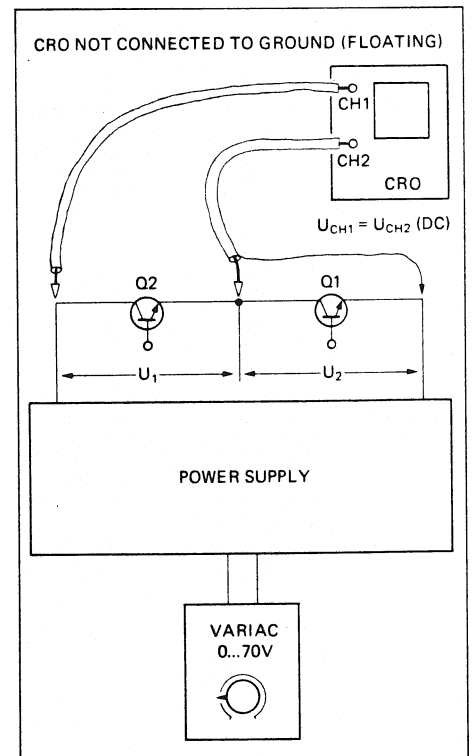 CRO NOT CONNECTED TO GROUND (FLOATING)
CH1
CH2
CRO
U_CH1 = U_CH2 (DC)
Q2
Q1
U₁
U₂
POWER SUPPLY
VARIAC
0...70V